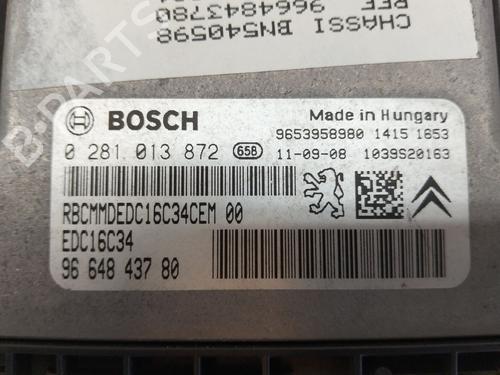 CHASSI BN540598
REF 9664843780
B-PARTS
BOSCH
Made in Hungary
9653958980 1415 1653
0 281 013 872 65B 11-09-08 1039S20163
RBCMMDEDC16C34CEM 00
EDC16C34
96 648 437 80